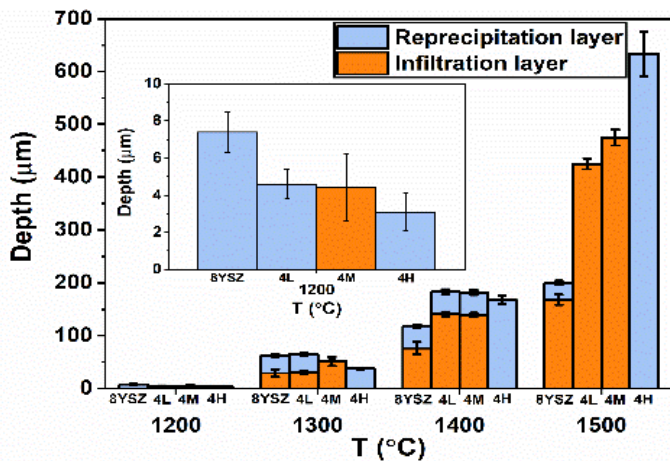 700
600
500
400
300
200
100
0
Depth (μm)
Reprecipitation layer
Infiltration layer
10
8
6
4
2
0
Depth (μm)
8YSZ 4L 4M 4H
1200
T (°C)
8YSZ 4L 4M 4H 8YSZ 4L 4M 4H 8YSZ 4L 4M 4H 8YSZ 4L 4M 4H
1200 1300 1400 1500
T (°C)